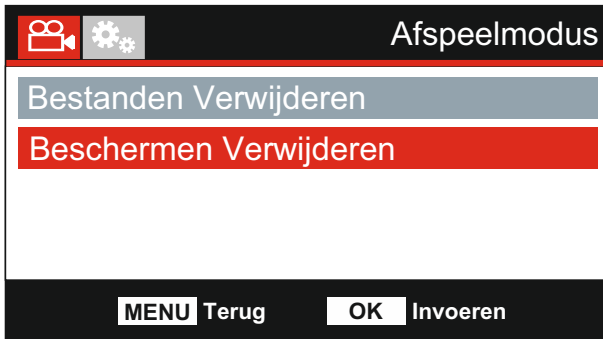 Afspeelmodus
Bestanden Verwijderen
Beschermen Verwijderen
MENU Terug OK Invoeren